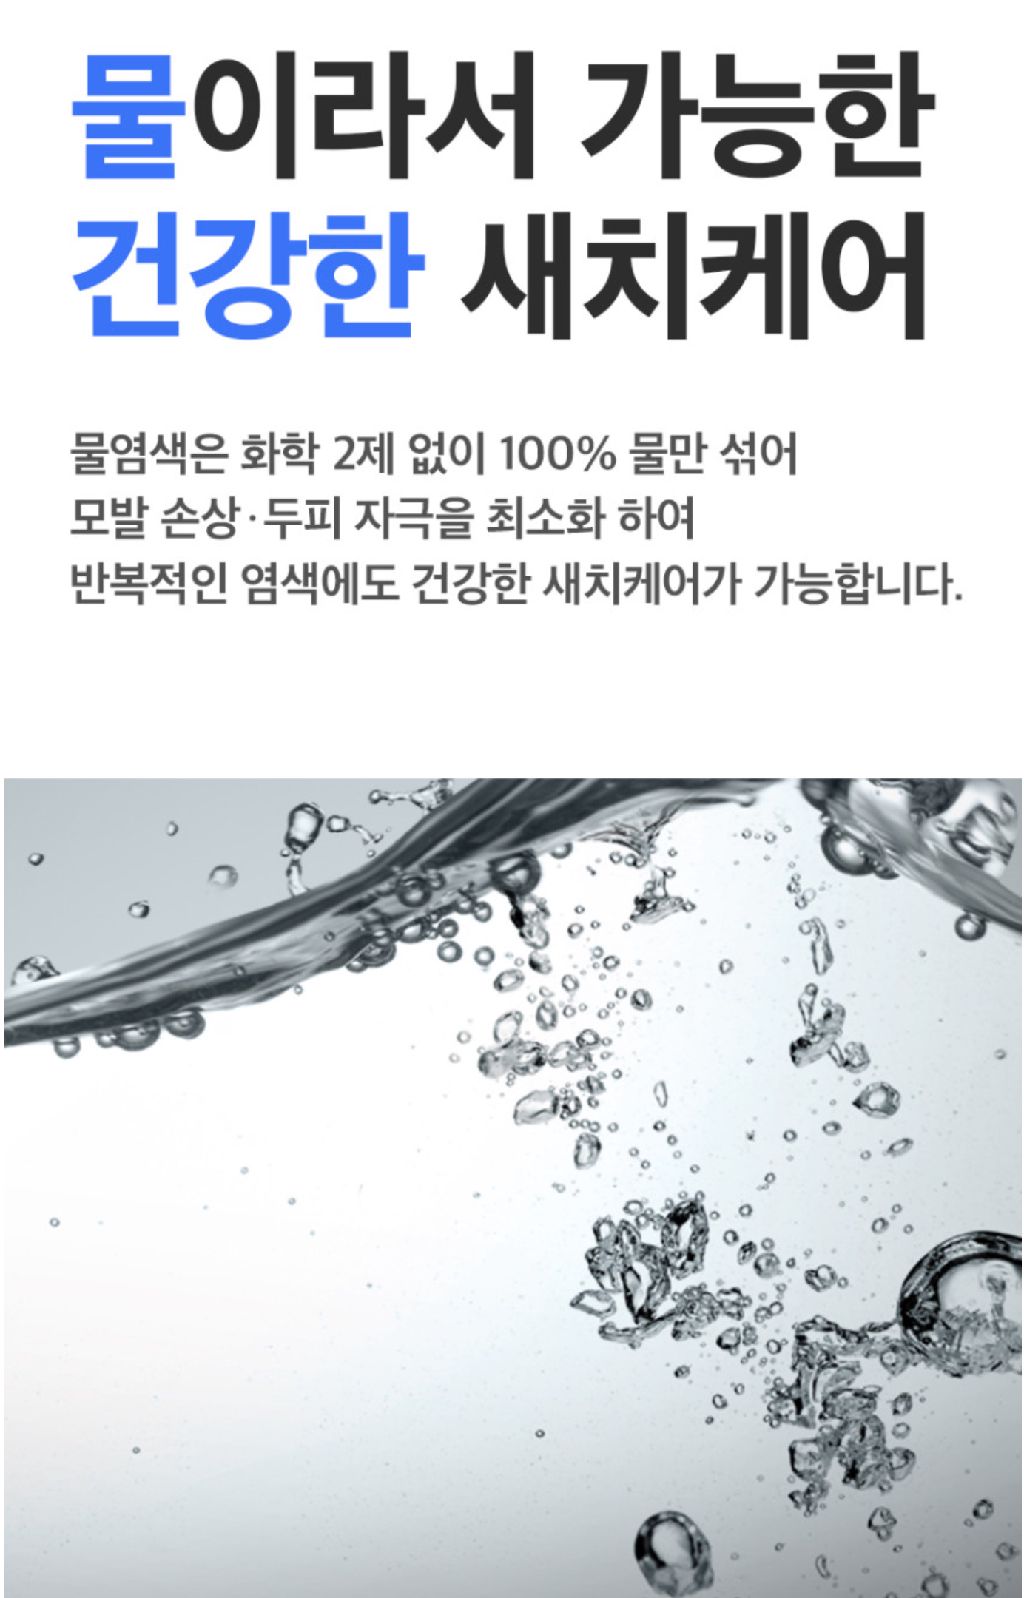 물이라서 가능한
건강한 새치케어
물염색은 화학 2제 없이 100% 물만 섞어
모발 손상·두피 자극을 최소화 하여
반복적인 염색에도 건강한 새치케어가 가능합니다.